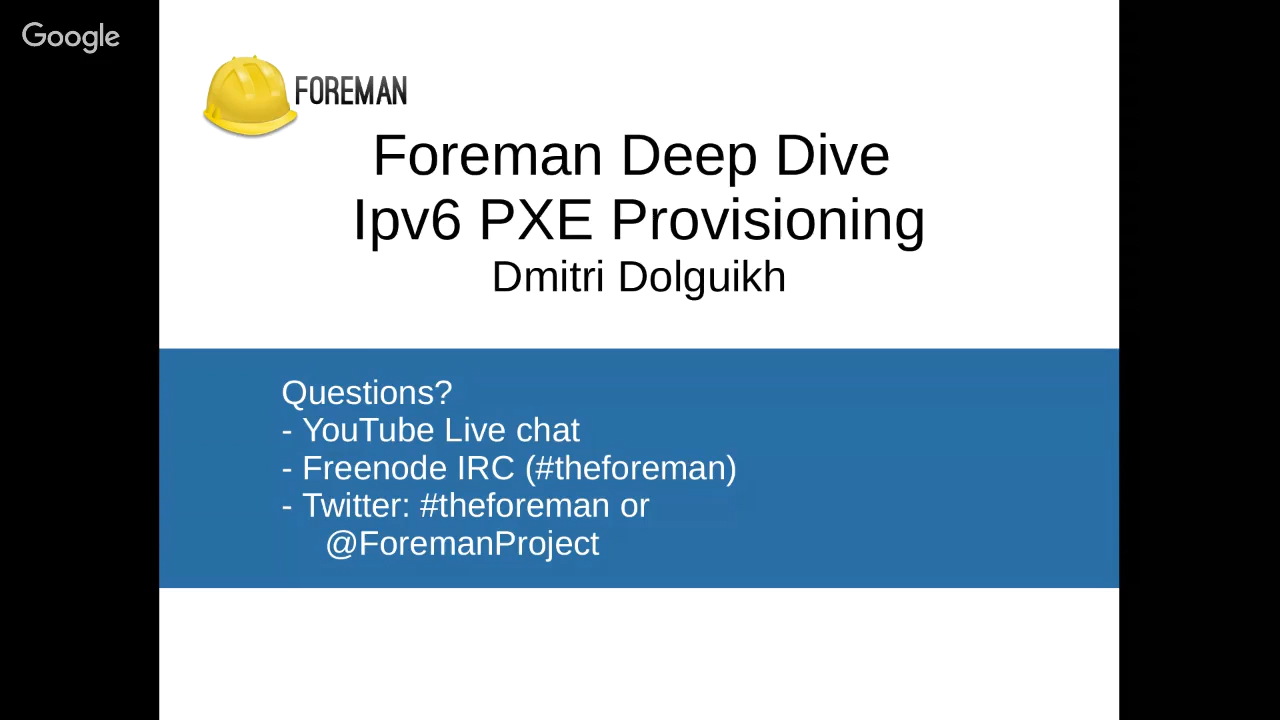 Google
FOREMAN
Foreman Deep Dive
Ipv6 PXE Provisioning
Dmitri Dolguikh
Questions?
- YouTube Live chat
- Freenode IRC (#theforeman)
- Twitter: #theforeman or
@ForemanProject